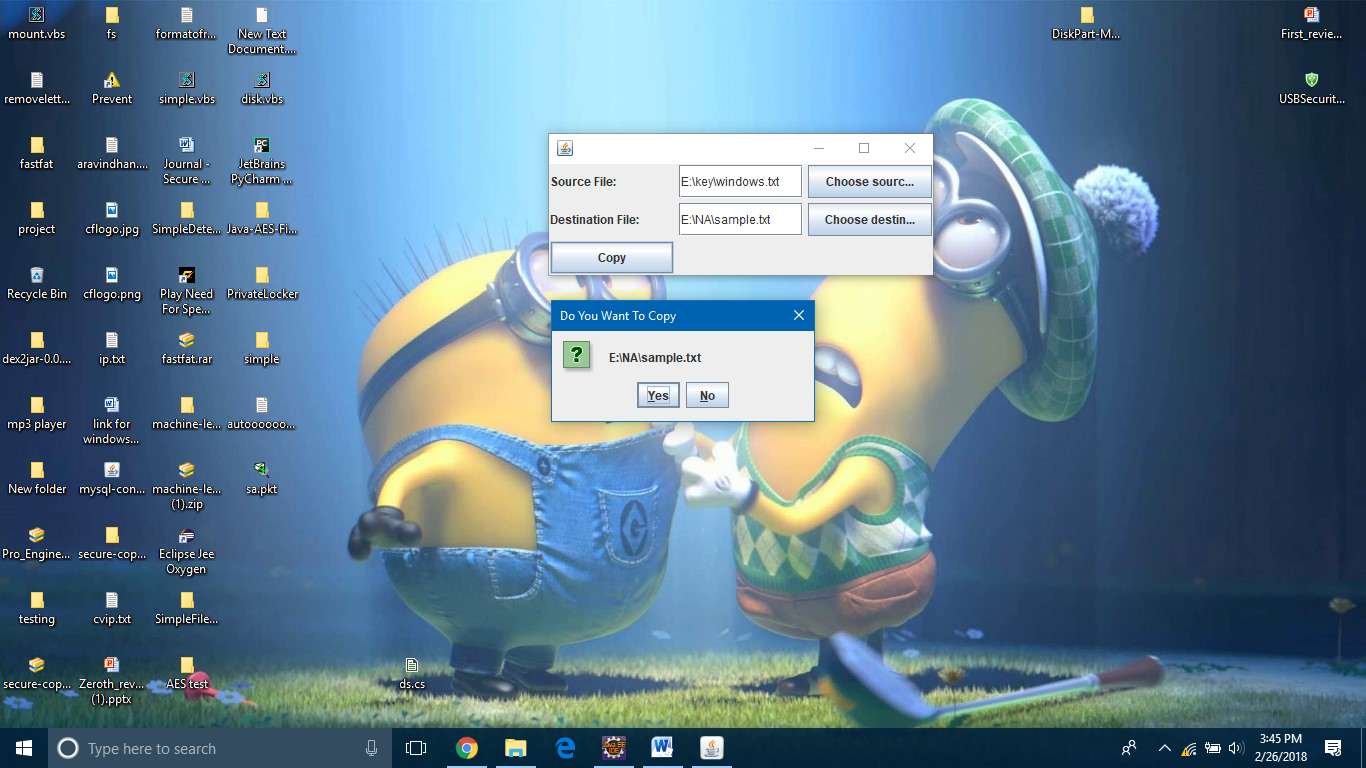 mount.vbs
fs
formatofr...
New Text
Document....
DiskPart-M...
First_revie...
removelett...
Prevent
simple.vbs
disk.vbs
USBSecurit...
fastfat
aravindhan....
Journal -
Secure ...
JetBrains
PyCharm ...
project
cflogo.jpg
SimpleDete...
Java-AES-Fi...
Recycle Bin
cflogo.png
Play Need
For Spe...
PrivateLocker
dex2jar-0.0....
ip.txt
fastfat.rar
simple
mp3 player
link for
windows...
machine-le...
autoooooo...
New folder
mysql-con...
machine-le...
(1).zip
sa.pkt
Pro_Engine...
secure-cop...
Eclipse Jee
Oxygen
testing
cvip.txt
SimpleFile...
secure-cop...
Zeroth_rev...
(1).pptx
AES test
ds.cs
Source File:
E:\key\windows.txt
Choose sourc...
Destination File:
E:\NA\sample.txt
Choose destin...
Copy
Do You Want To Copy
?
E:\NA\sample.txt
Yes
No
Type here to search
3:45 PM
2/26/2018